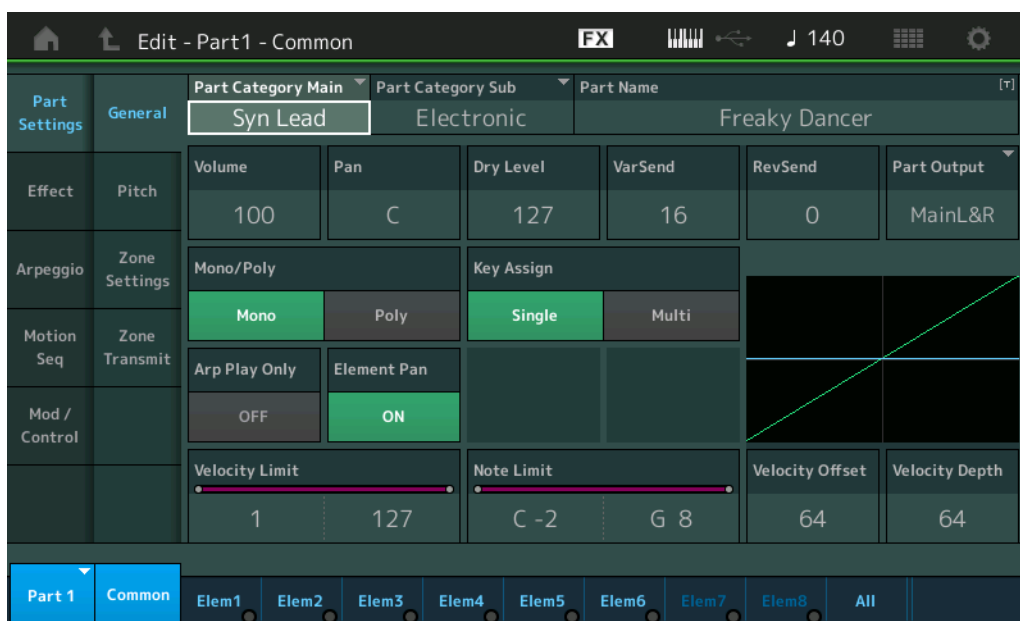 Edit - Part1 - Common FX ♩ 140
Part Settings
General
Part Category Main Part Category Sub Part Name [T]
Syn Lead Electronic Freaky Dancer
Effect
Pitch
Volume Pan Dry Level VarSend RevSend Part Output
100 C 127 16 0 MainL&R
Arpeggio
Zone Settings
Mono/Poly Key Assign
Mono Poly Single Multi
Motion Seq
Zone Transmit
Arp Play Only Element Pan
OFF ON
Mod / Control
Velocity Limit Note Limit Velocity Offset Velocity Depth
1 127 C -2 G 8 64 64
Part 1 Common Elem1 Elem2 Elem3 Elem4 Elem5 Elem6 Elem7 Elem8 All